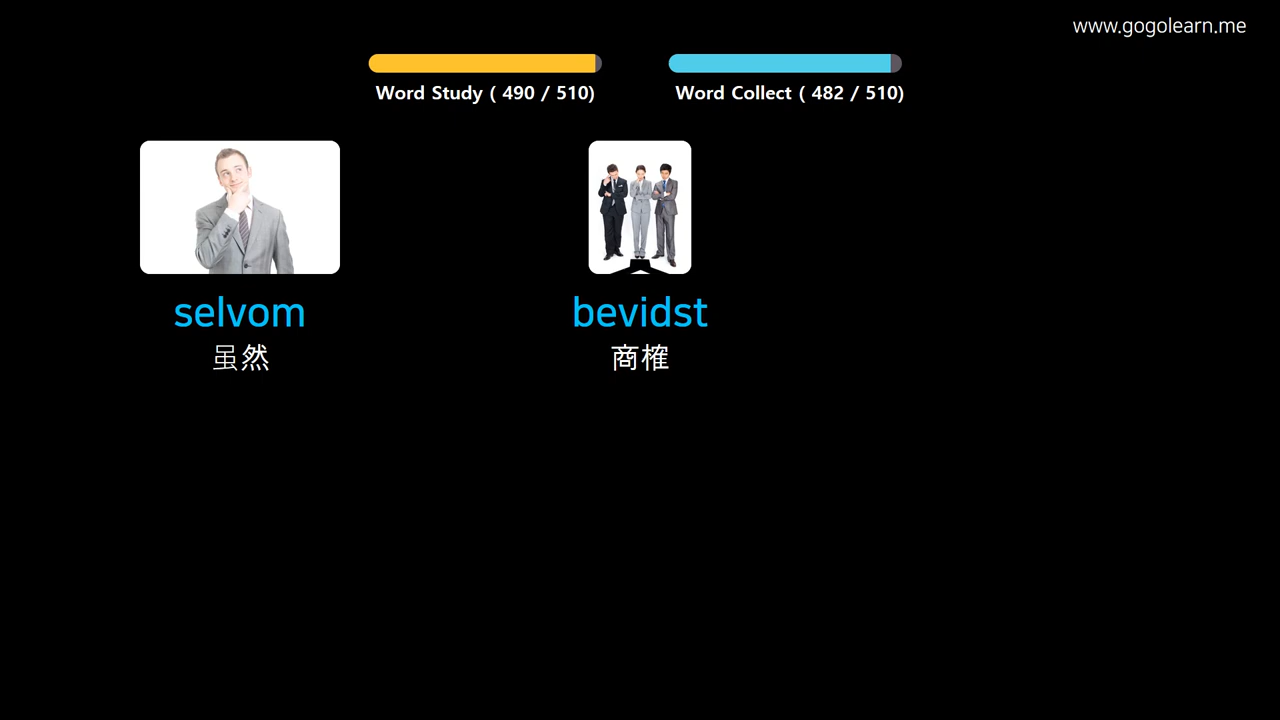 www.gogolearn.me
Word Study ( 490 / 510)
Word Collect ( 482 / 510)
selvom
bevidst
虽然
商榷